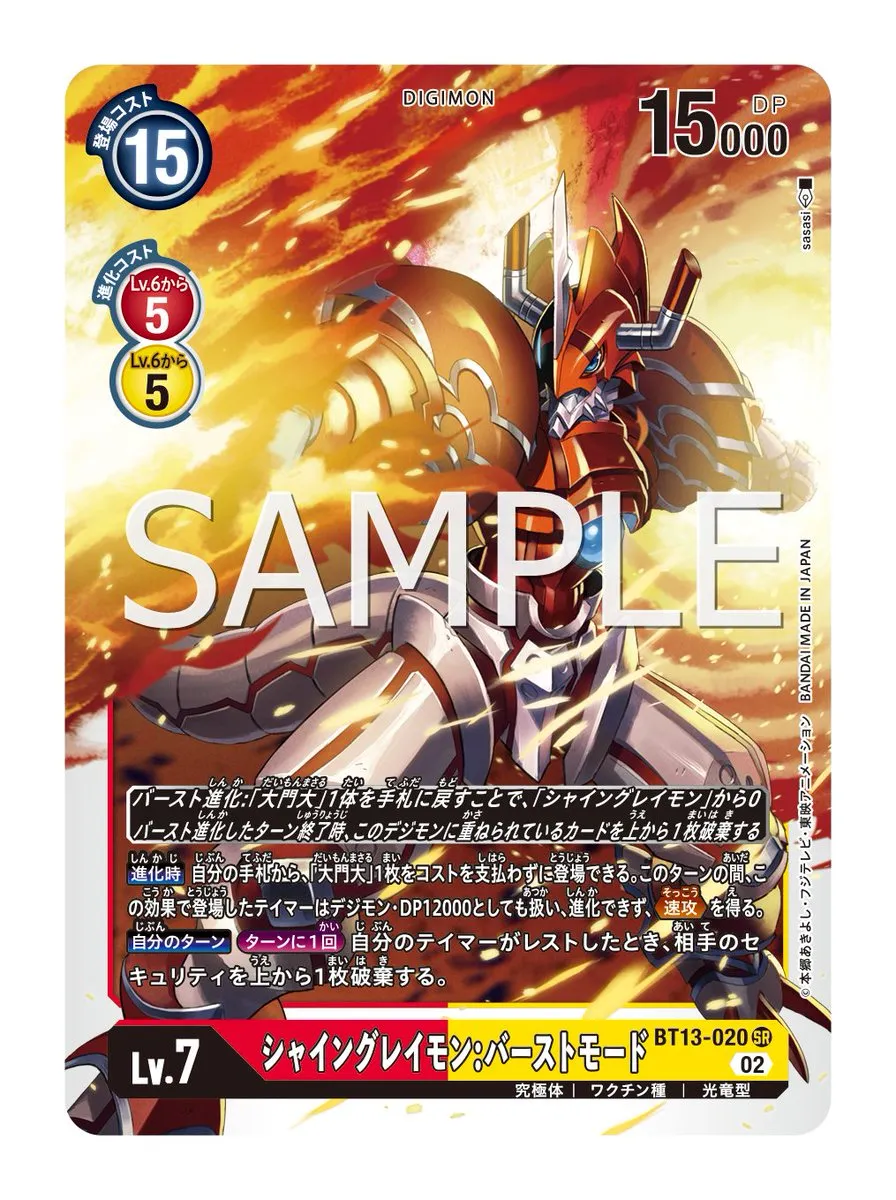 DIGIMON
登場コスト
15
15000
DP
進化コスト
Lv.6から
5
Lv.6から
5
sasasi
SAMPLE
BANDAI MADE IN JAPAN
©本郷あきよし・フジテレビ・東映アニメーション
バースト進化:「大門大」1体を手札に戻すことで、「シャイングレイモン」から0
バースト進化したターン終了時、このデジモンに重ねられているカードを上から1枚破棄する
進化時 自分の手札から、「大門大」1枚をコストを支払わずに登場できる。このターンの間、こ
の効果で登場したテイマーはデジモン・DP12000としても扱い、進化できず、速攻 を得る。
自分のターン ターンに1回 自分のテイマーがレストしたとき、相手のセ
キュリティを上から1枚破棄する。
Lv.7
シャイングレイモン:バーストモード
BT13-020 SR
02
究極体 | ワクチン種 | 光竜型